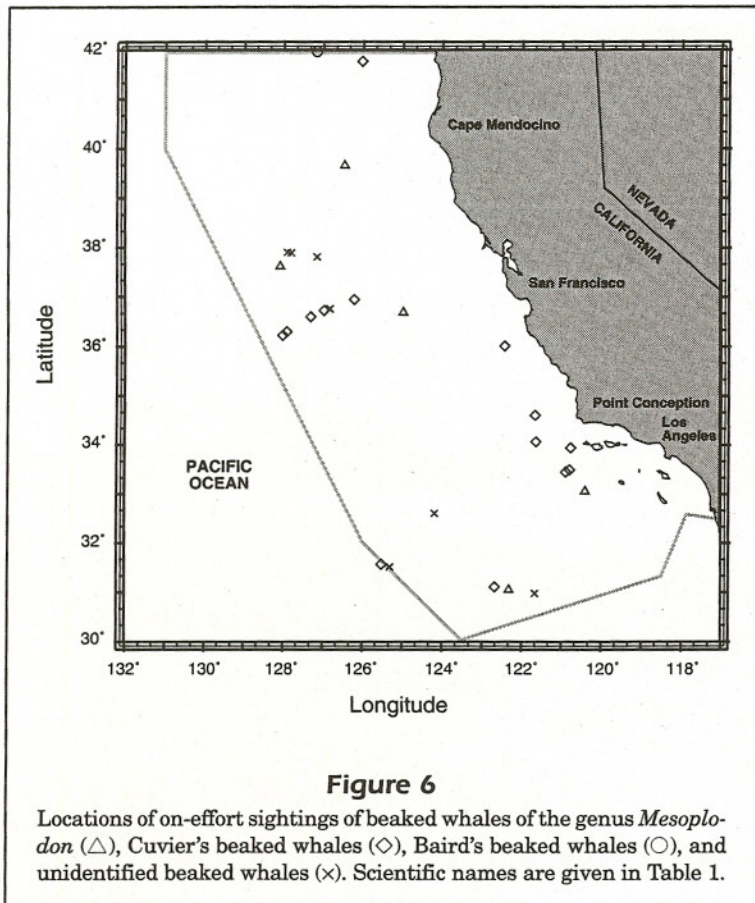 42°
40°
38°
36°
34°
32°
30°
Latitude
Cape Mendocino
NEVADA
CALIFORNIA
San Francisco
Point Conception
Los
Angeles
PACIFIC
OCEAN
132° 130° 128° 126° 124° 122° 120° 118°
Longitude
Figure 6
Locations of on-effort sightings of beaked whales of the genus Mesoplo-
don (△), Cuvier's beaked whales (◇), Baird's beaked whales (○), and
unidentified beaked whales (×). Scientific names are given in Table 1.